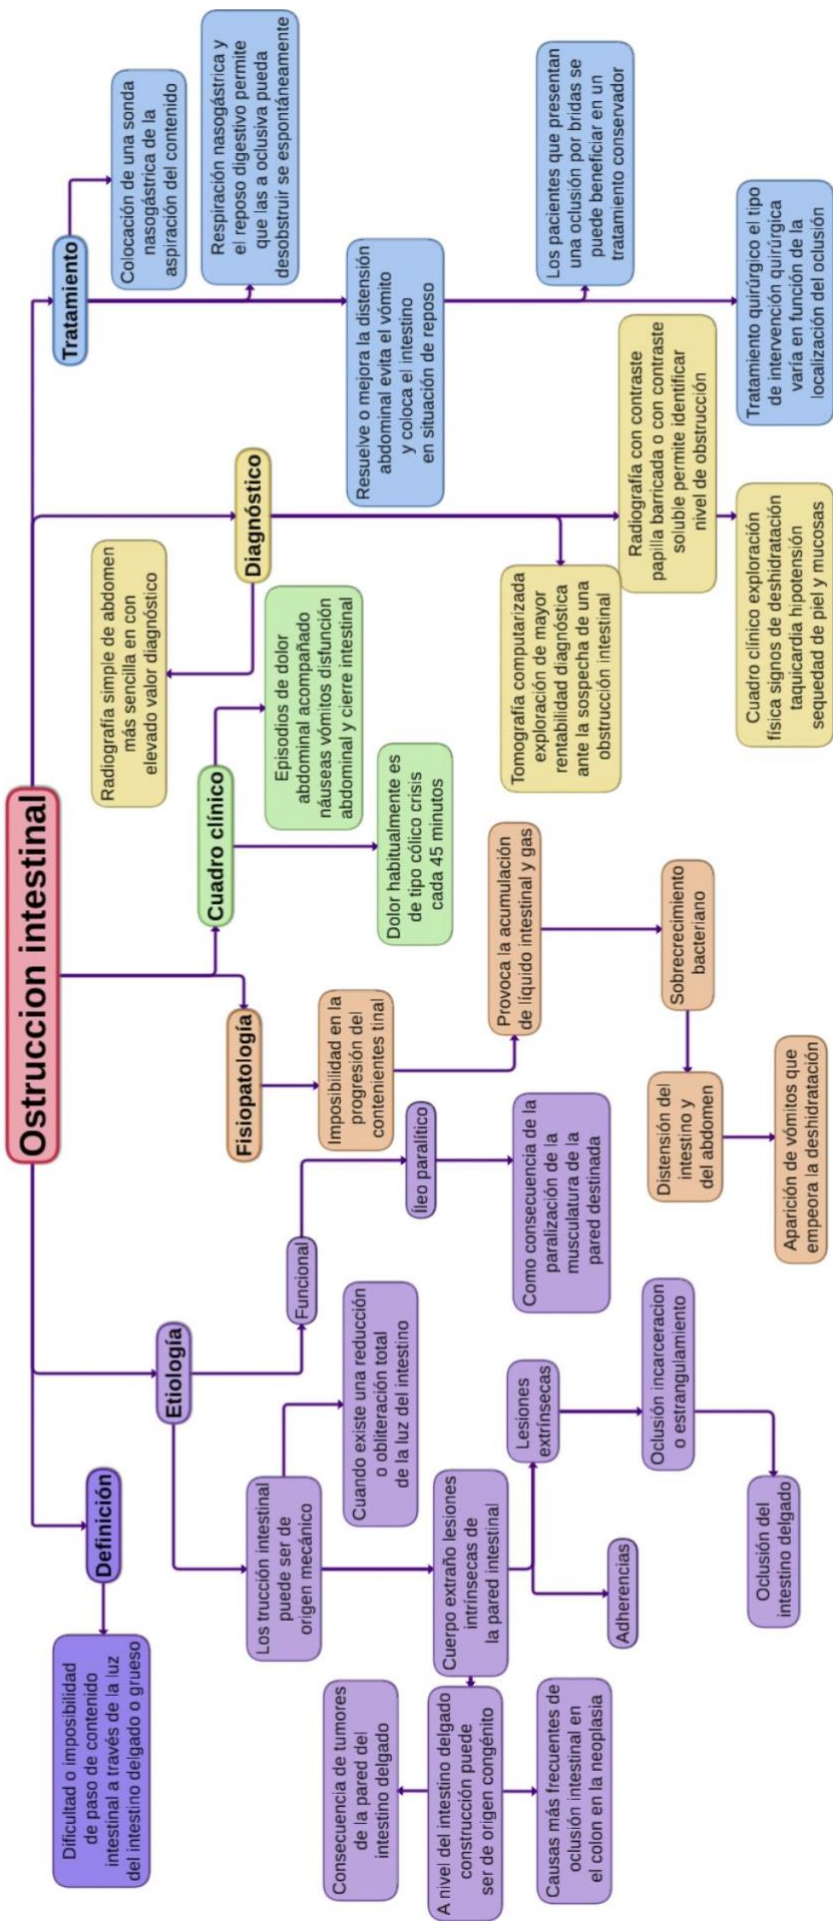 Ostruccion intestinal
Definición
Dificultad o imposibilidad
de paso de contenido
intestinal a través de la luz
del intestino delgado o grueso
Etiología
Los trucción intestinal
puede ser de
origen mecánico
Cuando existe una reducción
o obliteración total
de la luz del intestino
Cuerpo extraño lesiones
intrínsecas de
la pared intestinal
Consecuencia de tumores
de la pared del
intestino delgado
A nivel del intestino delgado
construcción puede
ser de origen congénito
Causas más frecuentes de
oclusión intestinal en
el colon en la neoplasia
Adherencias
Lesiones
extrínsecas
Oclusión incarceracion
o estrangulamiento
Oclusión del
intestino delgado
Funcional
Íleo paralítico
Como consecuencia de la
paralización de la
musculatura de la
pared destinada
Fisiopatología
Imposibilidad en la
progresión del
contenientes tinal
Provoca la acumulación
de líquido intestinal y gas
Sobrecrecimiento
bacteriano
Distensión del
intestino y
del abdomen
Aparición de vómitos que
empeora la deshidratación
Cuadro clínico
Episodios de dolor
abdominal acompañado
náuseas vómitos disfunción
abdominal y cierre intestinal
Dolor habitualmente es
de tipo cólico crisis
cada 45 minutos
Diagnóstico
Radiografía simple de abdomen
más sencilla en con
elevado valor diagnóstico
Tomografía computarizada
exploración de mayor
rentabilidad diagnóstica
ante la sospecha de una
obstrucción intestinal
Radiografía con contraste
papilla barricada o con contraste
soluble permite identificar
nivel de obstrucción
Cuadro clínico exploración
física signos de deshidratación
taquicardia hipotensión
sequedad de piel y mucosas
Tratamiento
Colocación de una sonda
nasogástrica de la
aspiración del contenido
Respiración nasogástrica y
el reposo digestivo permite
que las a oclusiva pueda
desobstruir se espontáneamente
Resuelve o mejora la distensión
abdominal evita el vómito
y coloca el intestino
en situación de reposo
Los pacientes que presentan
una oclusión por bridas se
puede beneficiar en un
tratamiento conservador
Tratamiento quirúrgico el tipo
de intervención quirúrgica
varía en función de la
localización del oclusión